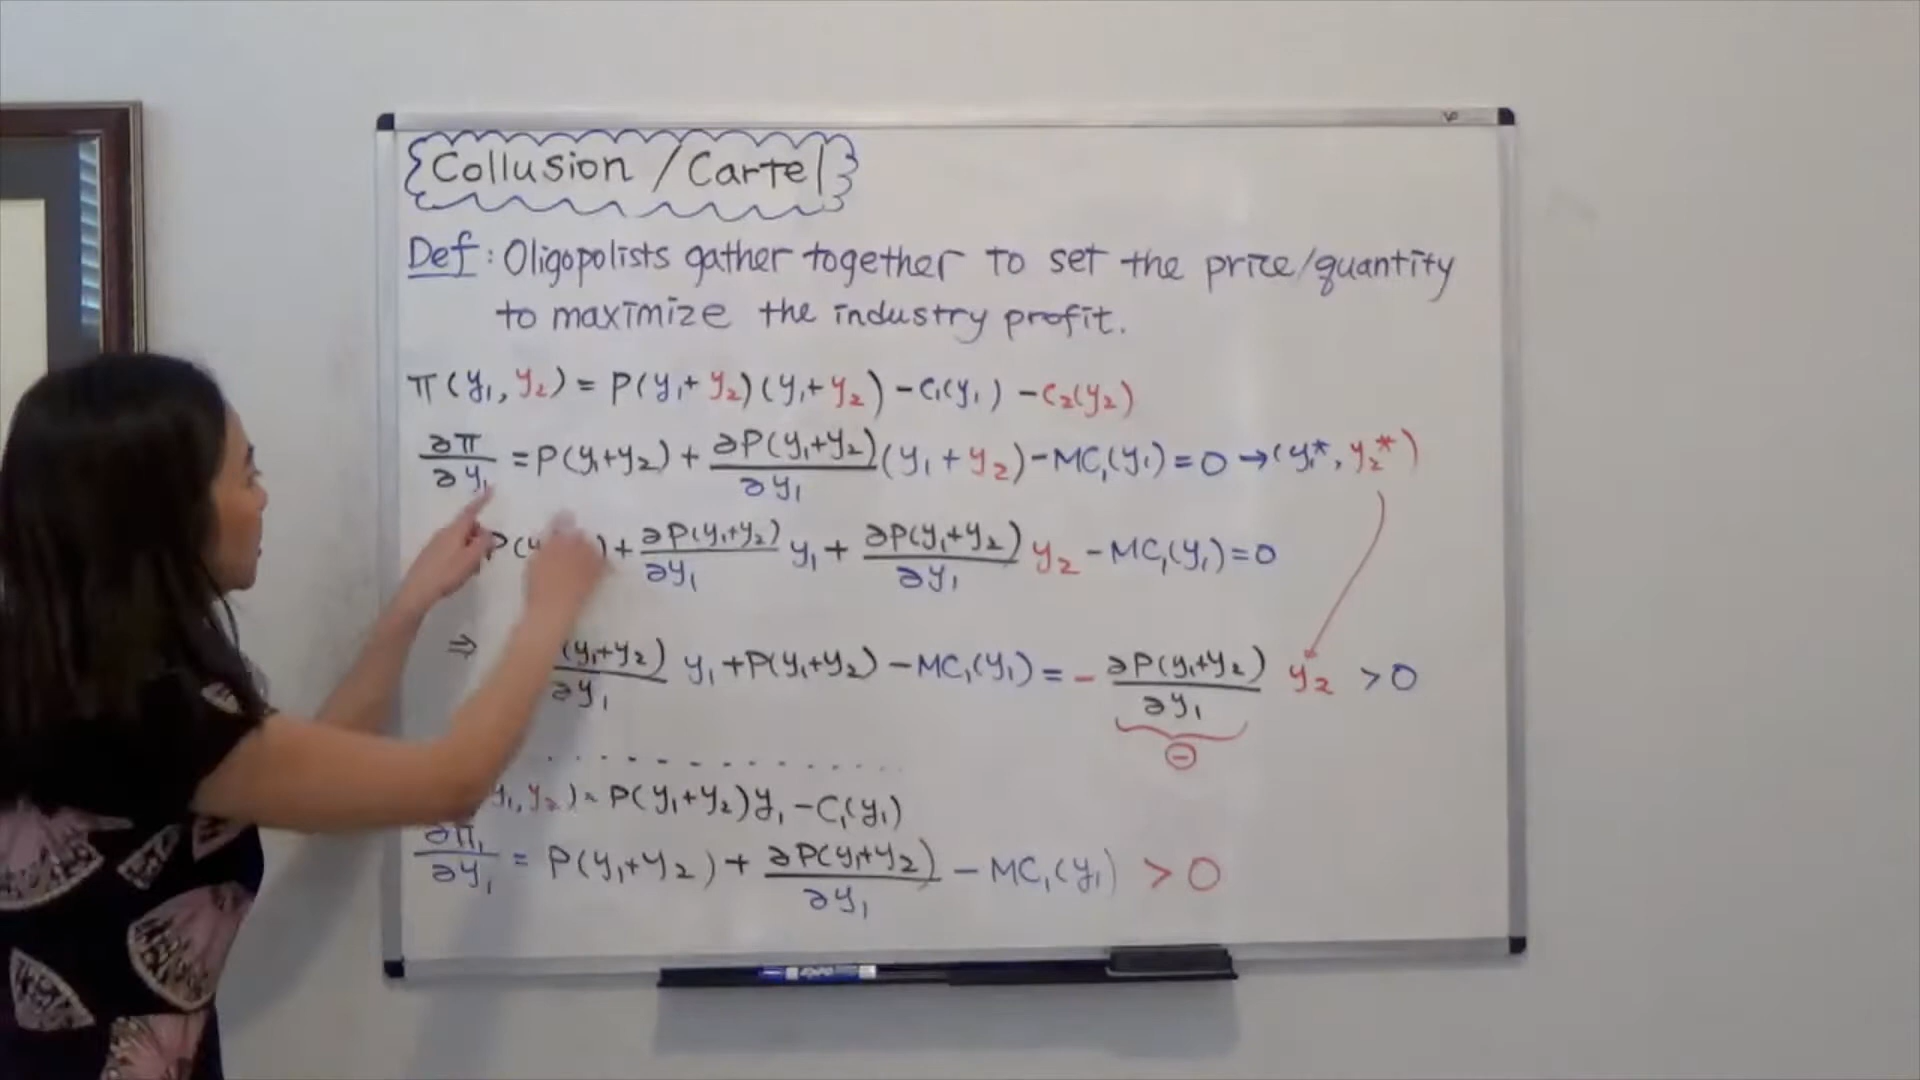 Collusion / Cartel
Def: Oligopolists gather together to set the price/quantity
to maximize the industry profit.
π(y₁, y₂) = P(y₁+y₂)(y₁+y₂) - C₁(y₁) - C₂(y₂)
∂π/∂y₁ = P(y₁+y₂) + ∂P(y₁+y₂)/∂y₁ (y₁+y₂) - MC₁(y₁) = 0 → (y₁*, y₂*)
P(y ) + ∂P(y₁+y₂)/∂y₁ y₁ + ∂P(y₁+y₂)/∂y₁ y₂ - MC₁(y₁) = 0
⇒ (y₁+y₂)/∂y₁ y₁ + P(y₁+y₂) - MC₁(y₁) = - ∂P(y₁+y₂)/∂y₁ y₂ > 0
⊖
y₁, y₂) = P(y₁+y₂)y₁ - C₁(y₁)
∂π₁/∂y₁ = P(y₁+y₂) + ∂P(y₁+y₂)/∂y₁ - MC₁(y₁) > 0